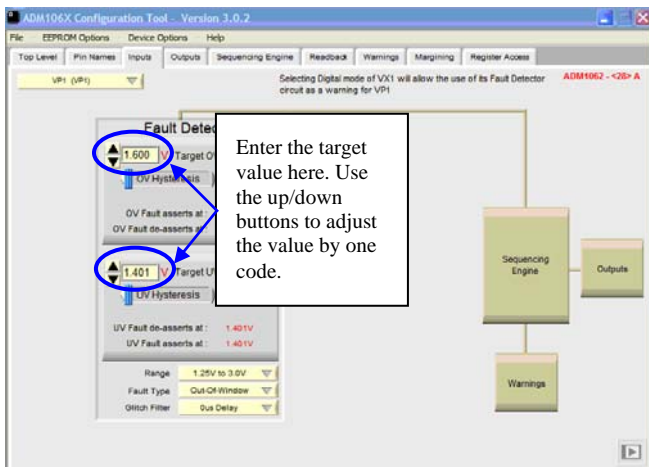 ADM106X Configuration Tool - Version 3.0.2
File EEPROM Options Device Options Help
Top Level Pin Names Inputs Outputs Sequencing Engine Readback Warnings Margining Register Access
VP1 (VP1)
Selecting Digital mode of VX1 will allow the use of its Fault Detector
circuit as a warning for VP1
ADM1062 - <28> A
Fault Detec
1.600 V Target O
OV Hysteresis
OV Fault asserts at :
OV Fault de-asserts at :
Enter the target
value here. Use
the up/down
buttons to adjust
the value by one
code.
1.401 V Target U
UV Hysteresis
UV Fault de-asserts at : 1.401V
UV Fault asserts at : 1.401V
Range 1.25V to 3.0V
Fault Type Out-Of-Window
Glitch Filter 0us Delay
Sequencing
Engine
Outputs
Warnings